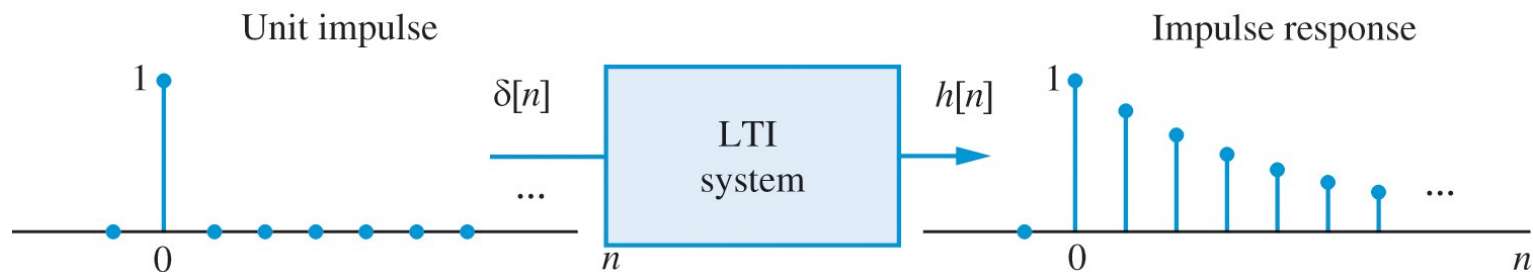 Unit impulse
1
0
...
n
δ[n]
LTI
system
h[n]
Impulse response
1
0
...
n